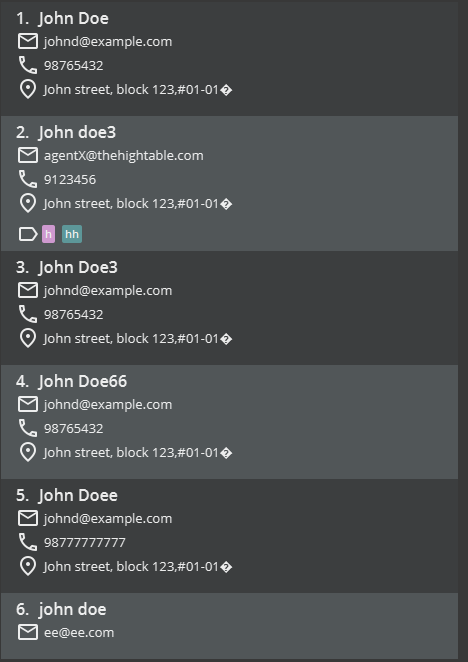 1. John Doe
johnd@example.com
98765432
John street, block 123,#01-01�
2. John doe3
agentX@thehightable.com
9123456
John street, block 123,#01-01�
h hh
3. John Doe3
johnd@example.com
98765432
John street, block 123,#01-01�
4. John Doe66
johnd@example.com
98765432
John street, block 123,#01-01�
5. John Doee
johnd@example.com
98777777777
John street, block 123,#01-01�
6. john doe
ee@ee.com